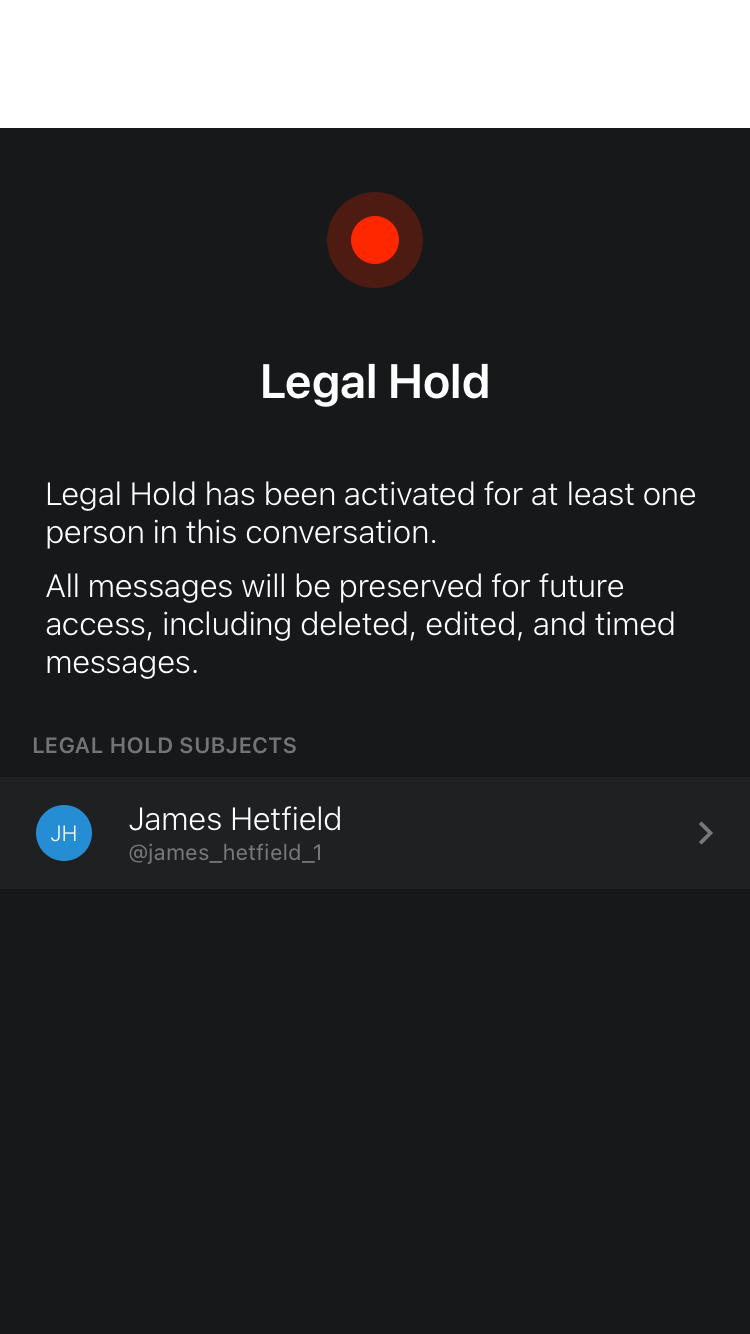 Legal Hold
Legal Hold has been activated for at least one
person in this conversation.
All messages will be preserved for future
access, including deleted, edited, and timed
messages.
LEGAL HOLD SUBJECTS
JH
James Hetfield
@james_hetfield_1